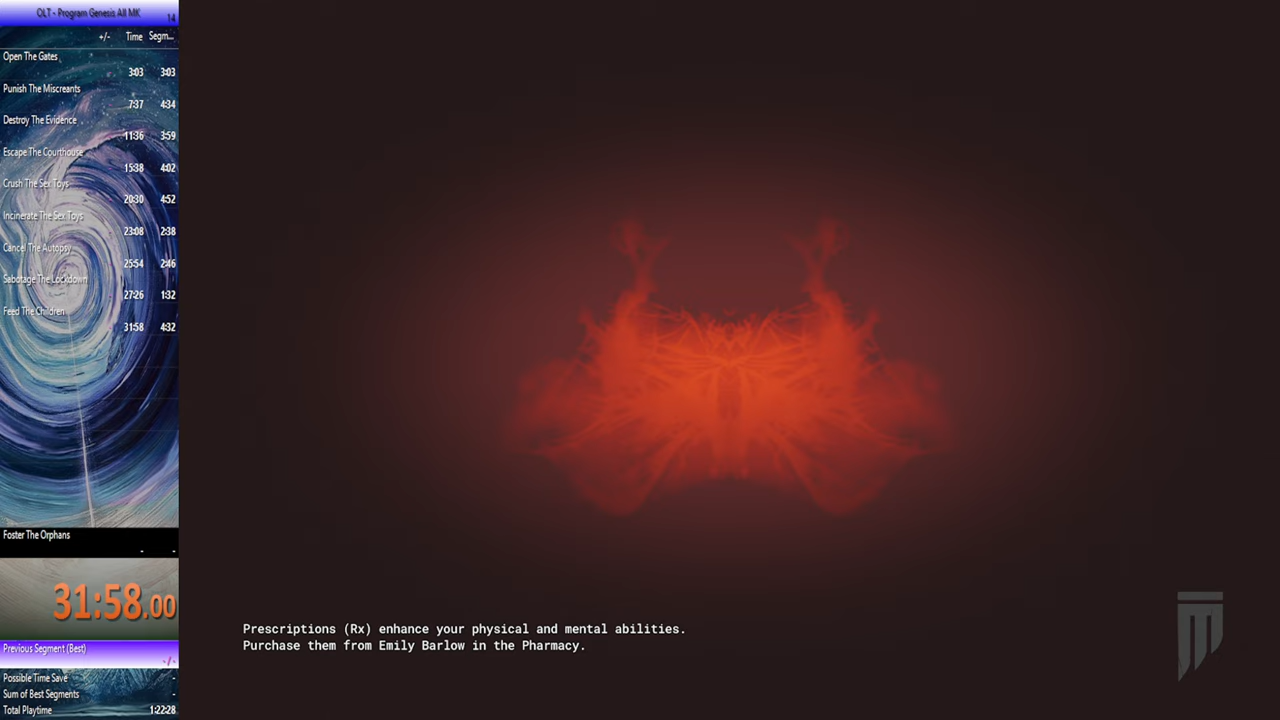 OLT - Program Genesis All MK
14
+/- Time Segm...
Open The Gates
3:03 3:03
Punish The Miscreants
7:37 4:34
Destroy The Evidence
11:36 3:59
Escape The Courthouse
15:38 4:02
Crush The Sex Toys
20:30 4:52
Incinerate The Sex Toys
23:08 2:38
Cancel The Autopsy
25:54 2:46
Sabotage The Lockdown
27:26 1:32
Feed The Children
31:58 4:32
Foster The Orphans
- -
31:58.00
Previous Segment (Best)
-/-
Possible Time Save -
Sum of Best Segments -
Total Playtime 1:22:28
Prescriptions (Rx) enhance your physical and mental abilities.
Purchase them from Emily Barlow in the Pharmacy.